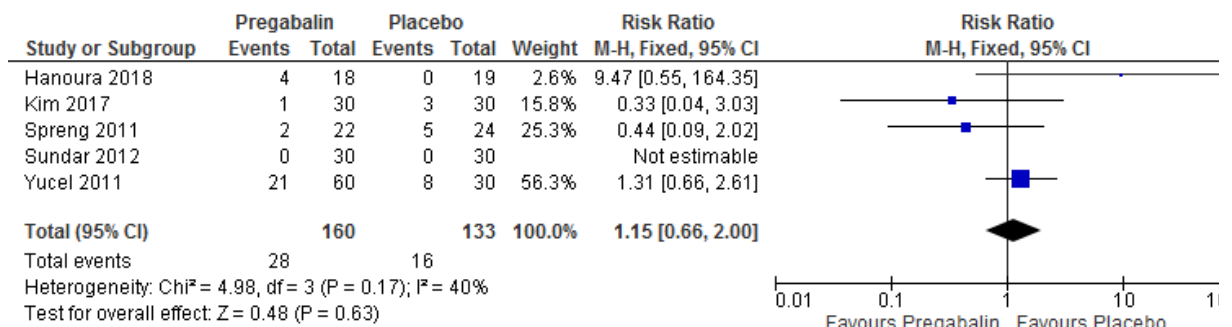 Pregabalin Placebo Risk Ratio Risk Ratio
Study or Subgroup Events Total Events Total Weight M-H, Fixed, 95% CI M-H, Fixed, 95% CI
Hanoura 2018 4 18 0 19 2.6% 9.47 [0.55, 164.35]
Kim 2017 1 30 3 30 15.8% 0.33 [0.04, 3.03]
Spreng 2011 2 22 5 24 25.3% 0.44 [0.09, 2.02]
Sundar 2012 0 30 0 30 Not estimable
Yucel 2011 21 60 8 30 56.3% 1.31 [0.66, 2.61]
Total (95% CI) 160 133 100.0% 1.15 [0.66, 2.00]
Total events 28 16
Heterogeneity: Chi² = 4.98, df = 3 (P = 0.17); I² = 40%
Test for overall effect: Z = 0.48 (P = 0.63)
0.01 0.1 1 10
Favours Pregabalin Favours Placebo